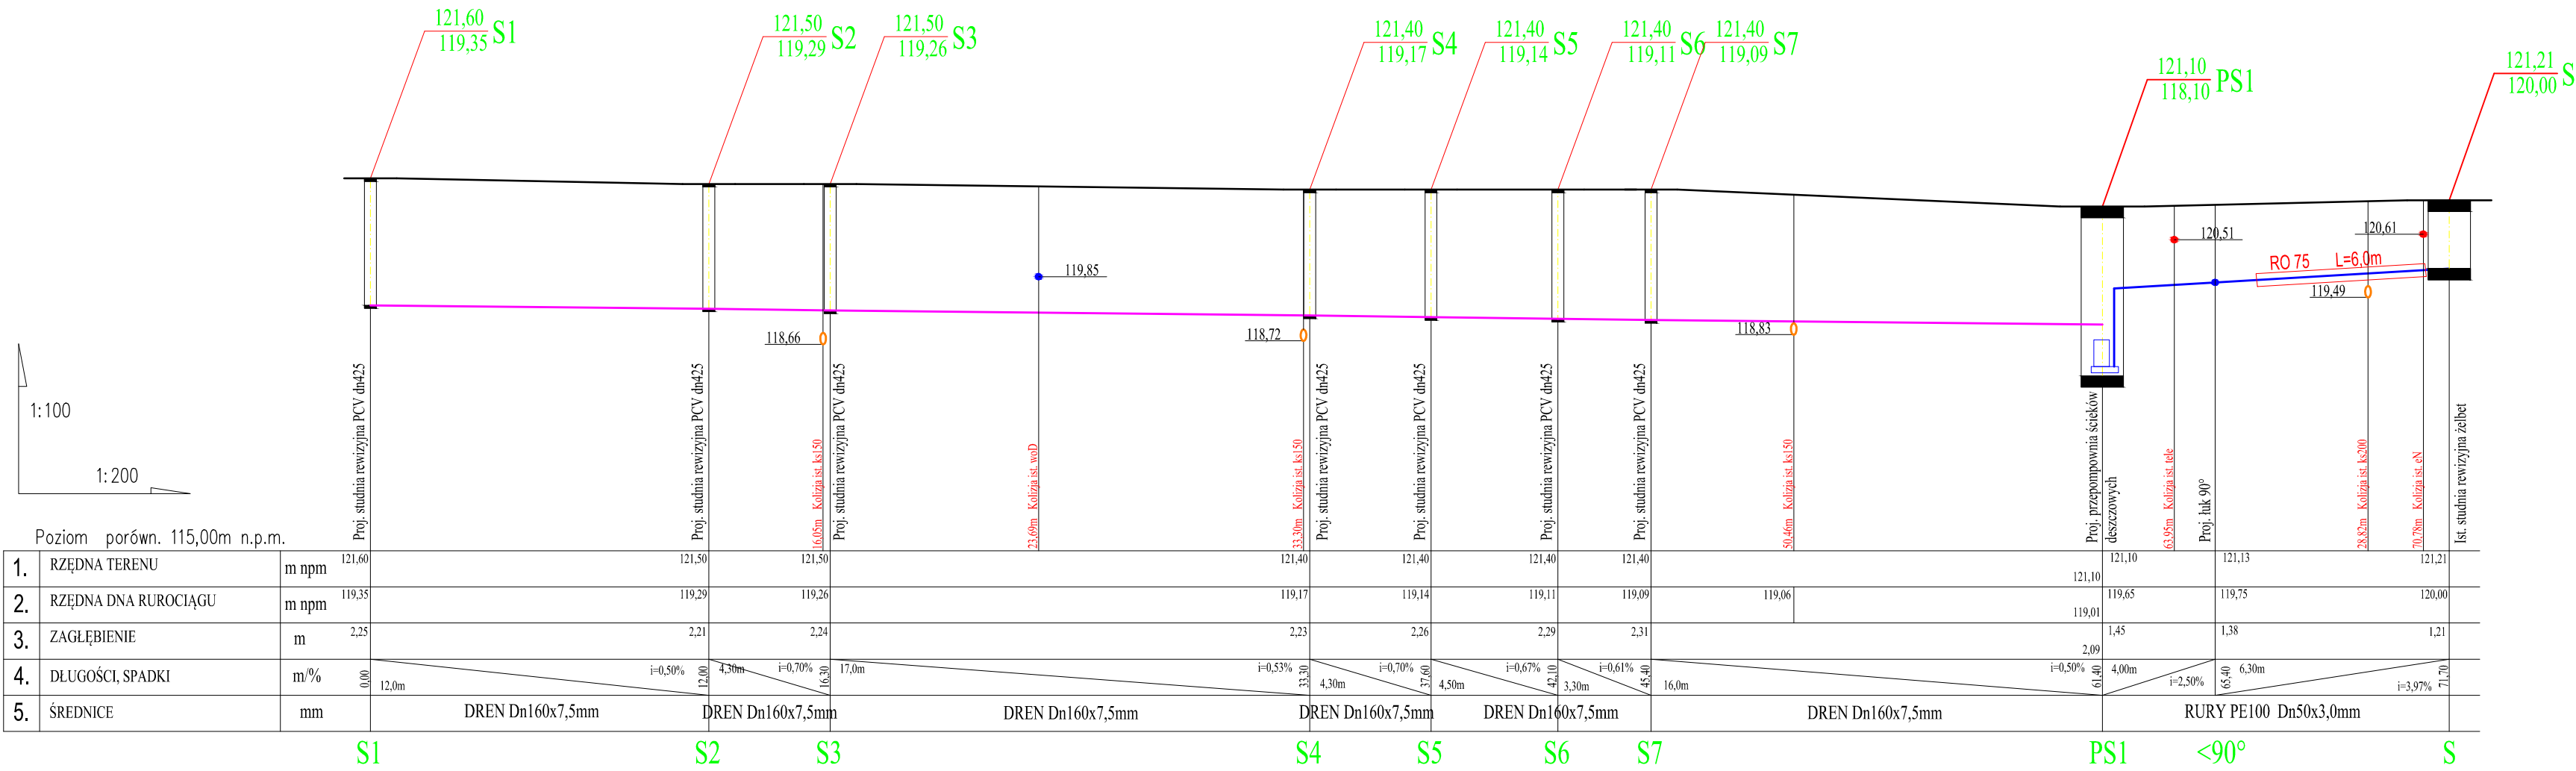 121,60
119,35 S1
121,50
119,29 S2
121,50
119,26 S3
121,40
119,17 S4
121,40
119,14 S5
121,40
119,11 S6
121,40
119,09 S7
121,10
118,10 PS1
121,21
120,00 S
120,51
120,61
119,85
RO 75 L=6,0m
119,49
118,66
118,72
118,83
1:100
1:200
Proj. studnia rewizyjna PCV dn425
Proj. studnia rewizyjna PCV dn425
16,05m Kolizja ist. ks150
Proj. studnia rewizyjna PCV dn425
23,69m Kolizja ist. woD
33,30m Kolizja ist. ks150
Proj. studnia rewizyjna PCV dn425
Proj. studnia rewizyjna PCV dn425
Proj. studnia rewizyjna PCV dn425
Proj. studnia rewizyjna PCV dn425
50,46m Kolizja ist. ks150
Proj. przepompownia ścieków
deszczowych
63,95m Kolizja ist. tele
Proj. łuk 90°
28,82m Kolizja ist. ks200
70,78m Kolizja ist. eN
Ist. studnia rewizyjna żelbet
Poziom porówn. 115,00m n.p.m.
1. RZĘDNA TERENU m npm 121,60 121,50 121,50 121,40 121,40 121,40 121,40 121,10 121,10 121,13 121,21
2. RZĘDNA DNA RUROCIĄGU m npm 119,35 119,29 119,26 119,17 119,14 119,11 119,09 119,06 119,01 119,65 119,75 120,00
3. ZAGŁĘBIENIE m 2,25 2,21 2,24 2,23 2,26 2,29 2,31 2,09 1,45 1,38 1,21
4. DŁUGOŚCI, SPADKI m/% 0,00 12,0m i=0,50% 12,00 4,30m i=0,70% 16,30 17,0m i=0,53% 33,30 4,30m i=0,70% 37,60 4,50m i=0,67% 42,10 3,30m i=0,61% 45,40 16,0m i=0,50% 61,40 4,00m i=2,50% 65,40 6,30m i=3,97% 71,70
5. ŚREDNICE mm DREN Dn160x7,5mm DREN Dn160x7,5mm DREN Dn160x7,5mm DREN Dn160x7,5mm DREN Dn160x7,5mm DREN Dn160x7,5mm RURY PE100 Dn50x3,0mm
S1 S2 S3 S4 S5 S6 S7 PS1 <90° S